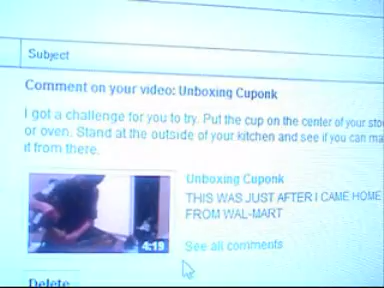 Subject
Comment on your video: Unboxing Cuponk
I got a challenge for you to try. Put the cup on the center of your
or oven. Stand at the outside of your kitchen and see if you can
it from there.
Unboxing Cuponk
THIS WAS JUST AFTER I CAME HOME
FROM WAL-MART
4:19
See all comments
Delete